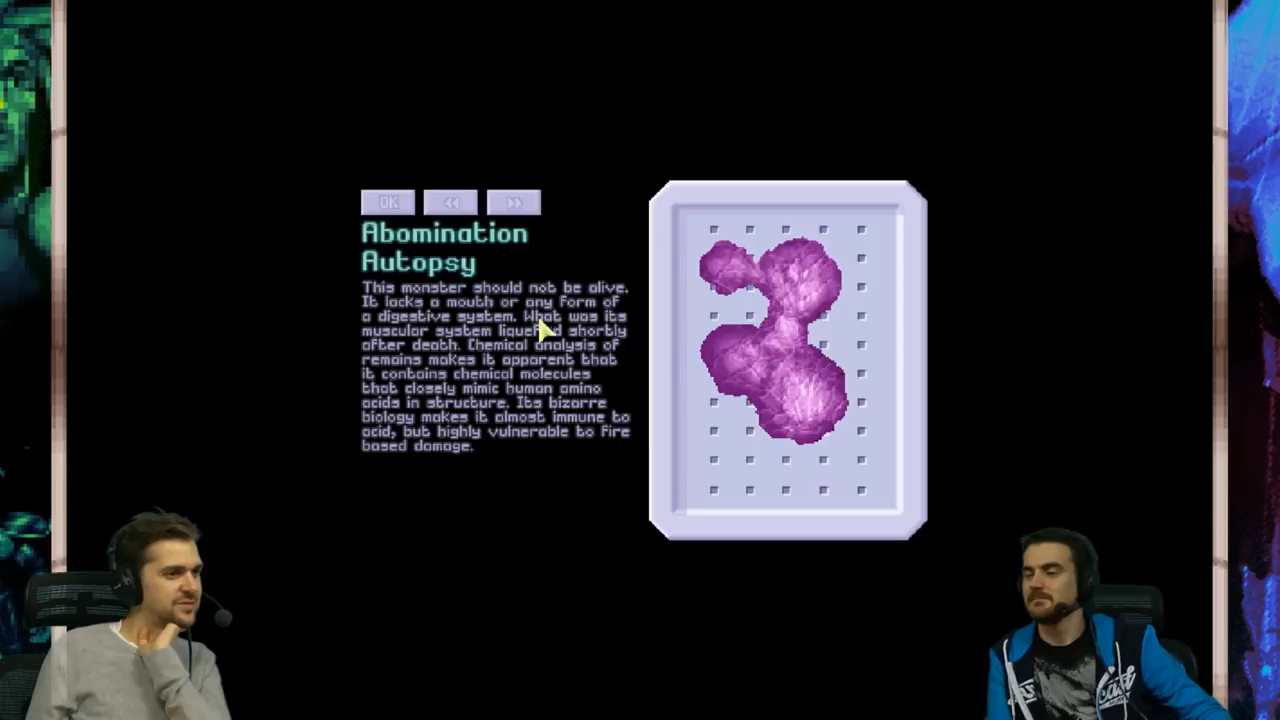 OK
Abomination
Autopsy
This monster should not be alive.
It lacks a mouth or any form of
a digestive system. What was its
muscular system liquefied shortly
after death. Chemical analysis of
remains makes it apparent that
it contains chemical molecules
that closely mimic human amino
acids in structure. Its bizarre
biology makes it almost immune to
acid, but highly vulnerable to fire
based damage.